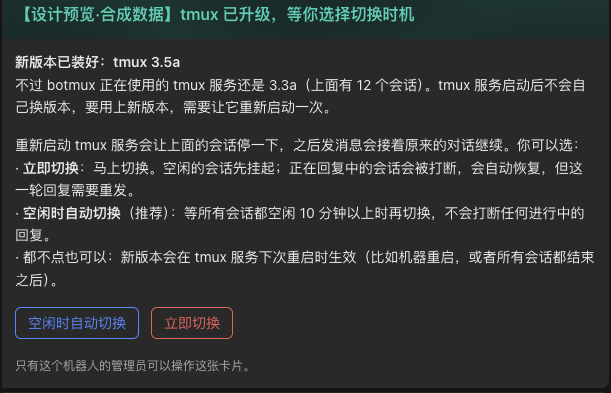 【设计预览·合成数据】tmux 已升级，等你选择切换时机
新版本已装好：tmux 3.5a
不过 botmux 正在使用的 tmux 服务还是 3.3a（上面有 12 个会话）。tmux 服务启动后不会自
己换版本，要用上新版本，需要让它重新启动一次。
重新启动 tmux 服务会让上面的会话停一下，之后发消息会接着原来的对话继续。你可以选：
· 立即切换：马上切换。空闲的会话先挂起；正在回复中的会话会被打断，会自动恢复，但这
一轮回复需要重发。
· 空闲时自动切换（推荐）：等所有会话都空闲 10 分钟以上时再切换，不会打断任何进行中的
回复。
· 都不点也可以：新版本会在 tmux 服务下次重启时生效（比如机器重启，或者所有会话都结束
之后）。
空闲时自动切换 立即切换
只有这个机器人的管理员可以操作这张卡片。